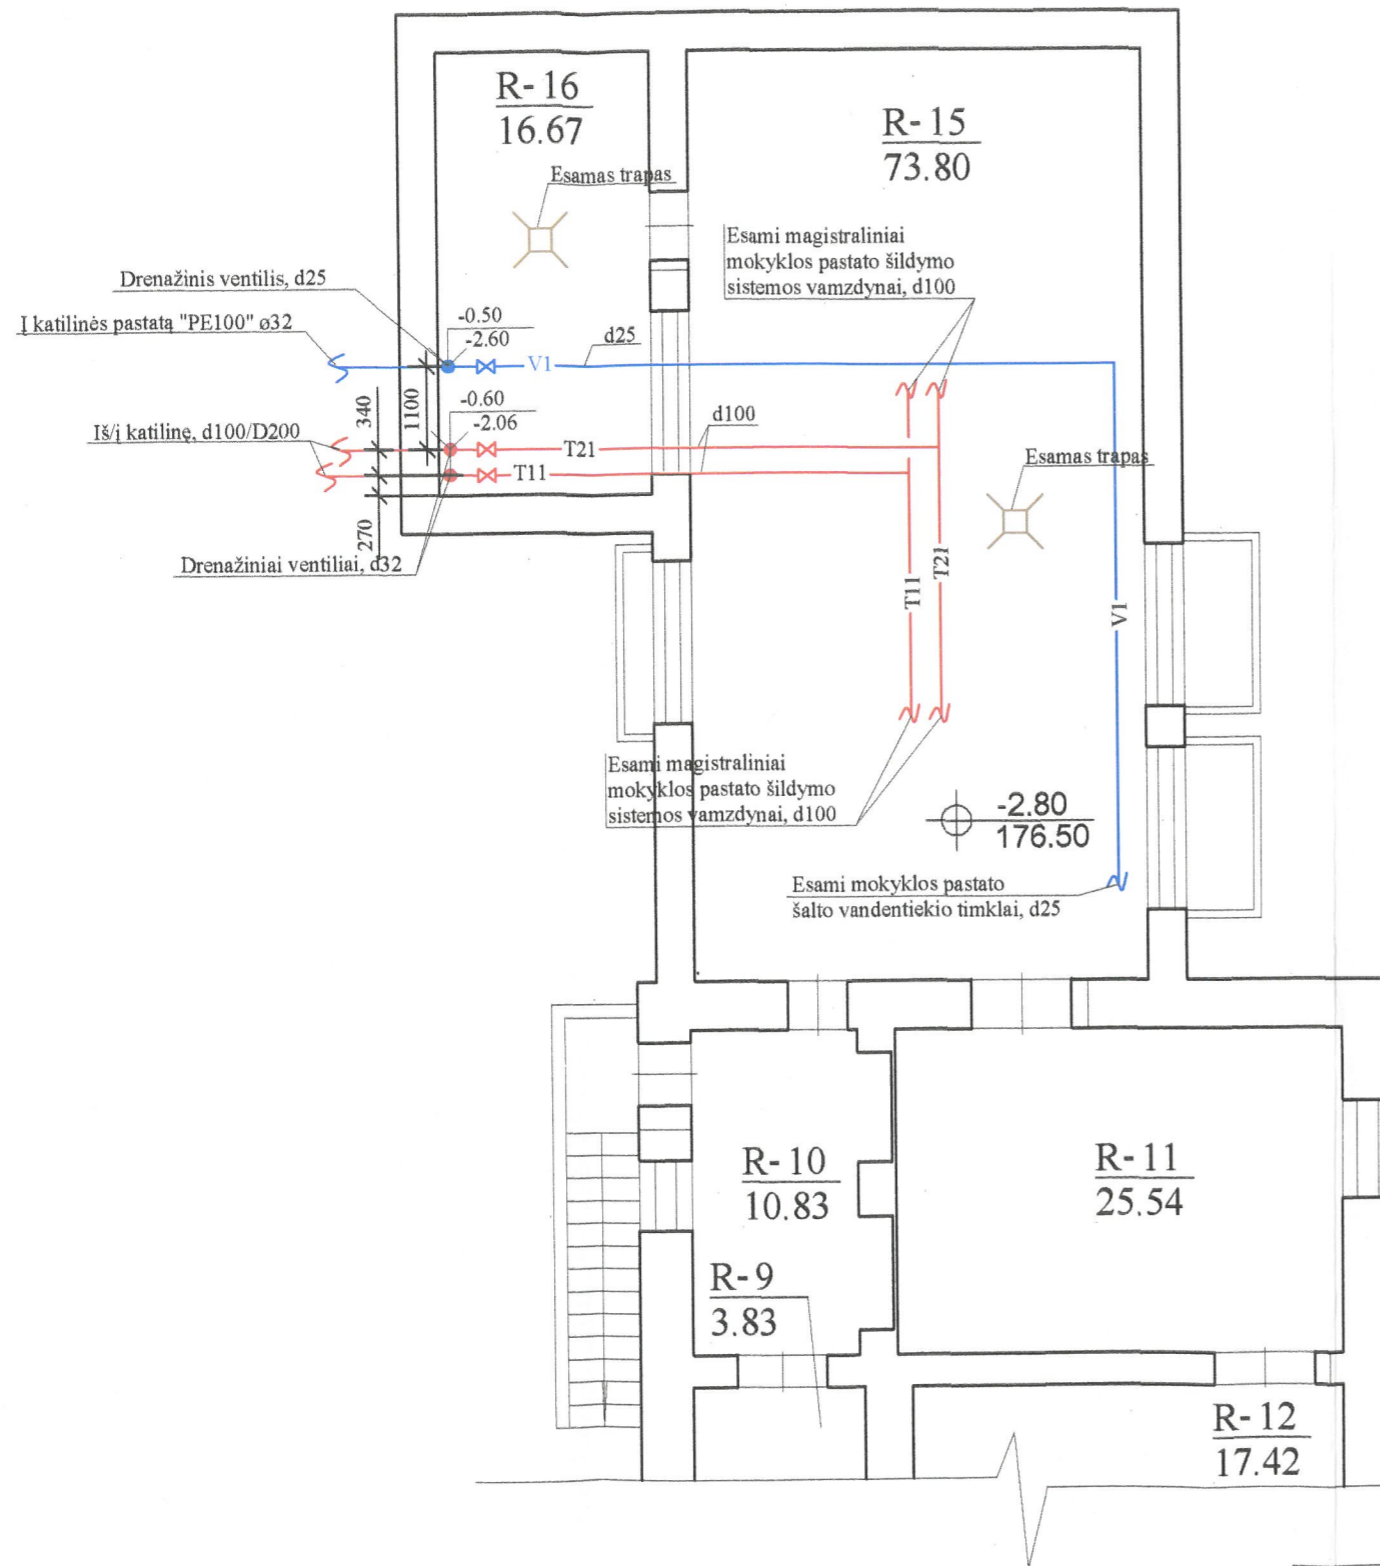 R-16
16.67
R-15
73.80
Esamas trapas
Esami magistraliniai
mokyklos pastato šildymo
sistemos vamzdynai, d100
Drenažinis ventilis, d25
Į katilinės pastatą "PE100" ø32
-0.50
-2.60
V1
d25
340
1100
-0.60
-2.06
d100
Iš/į katilinę, d100/D200
T21
T11
Esamas trapas
270
Drenažiniai ventiliai, d32
T11
T21
V1
Esami magistraliniai
mokyklos pastato šildymo
sistemos vamzdynai, d100
-2.80
176.50
Esami mokyklos pastato
šalto vandentiekio timklai, d25
R-10
10.83
R-11
25.54
R-9
3.83
R-12
17.42